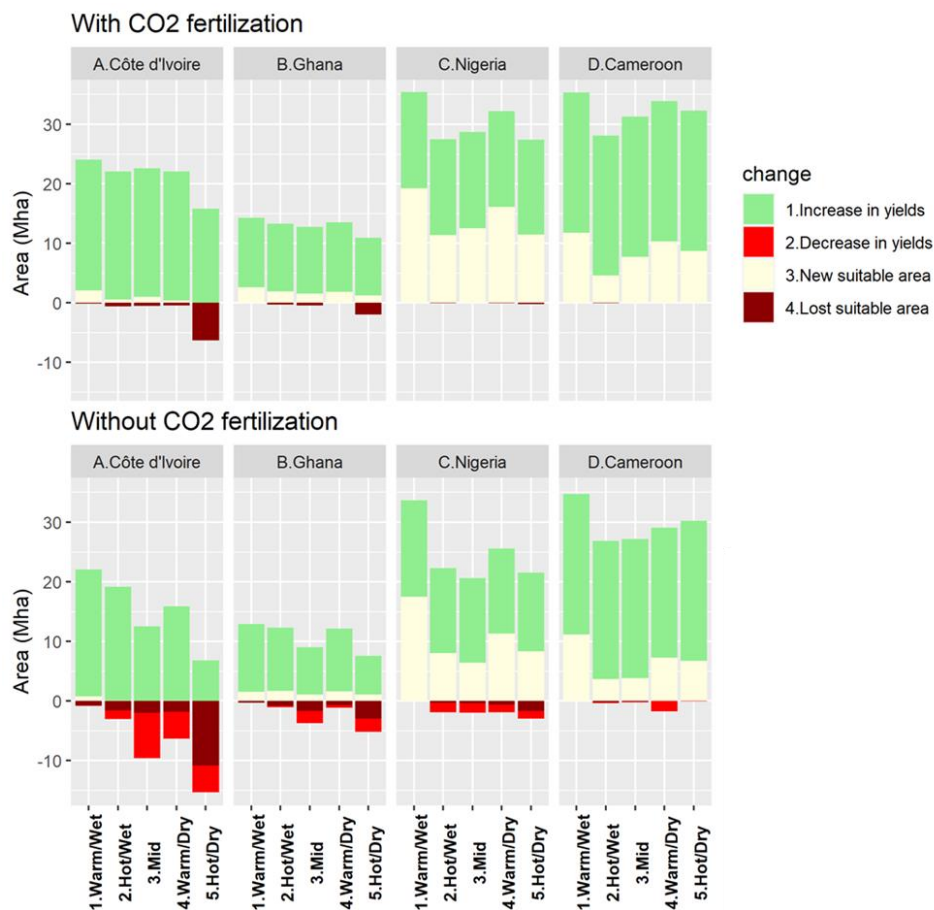 With CO2 fertilization
A.Côte d'Ivoire
B.Ghana
C.Nigeria
D.Cameroon
Area (Mha)
30
20
10
0
-10
change
1.Increase in yields
2.Decrease in yields
3.New suitable area
4.Lost suitable area
Without CO2 fertilization
A.Côte d'Ivoire
B.Ghana
C.Nigeria
D.Cameroon
Area (Mha)
30
20
10
0
-10
1.Warm/Wet
2.Hot/Wet
3.Mid
4.Warm/Dry
5.Hot/Dry
1.Warm/Wet
2.Hot/Wet
3.Mid
4.Warm/Dry
5.Hot/Dry
1.Warm/Wet
2.Hot/Wet
3.Mid
4.Warm/Dry
5.Hot/Dry
1.Warm/Wet
2.Hot/Wet
3.Mid
4.Warm/Dry
5.Hot/Dry